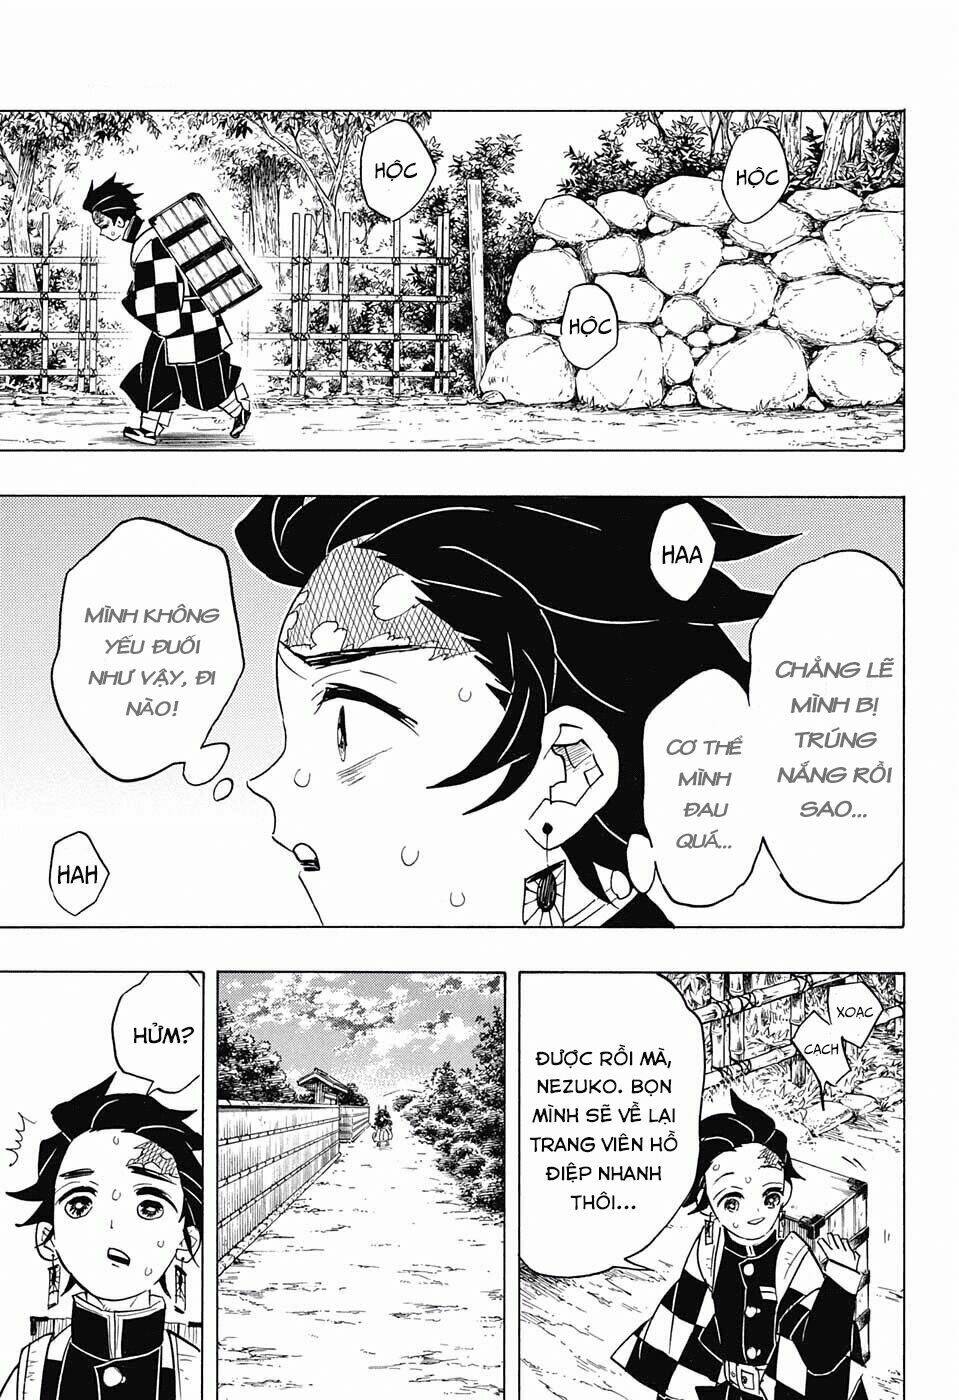 HỘC
HỘC
HỘC
HAA
CHẲNG LẼ
MÌNH BỊ
TRÚNG
NẮNG RỒI
SAO...
CƠ THỂ
MÌNH
ĐAU
QUÁ...
MÌNH KHÔNG
YẾU ĐUỐI
NHƯ VẬY, ĐI
NÀO!
HAH
XOẠC
CẠCH
ĐƯỢC RỒI MÀ,
NEZUKO. BỌN
MÌNH SẼ VỀ LẠI
TRANG VIÊN HỒ
ĐIỆP NHANH
THÔI...
HỬM?